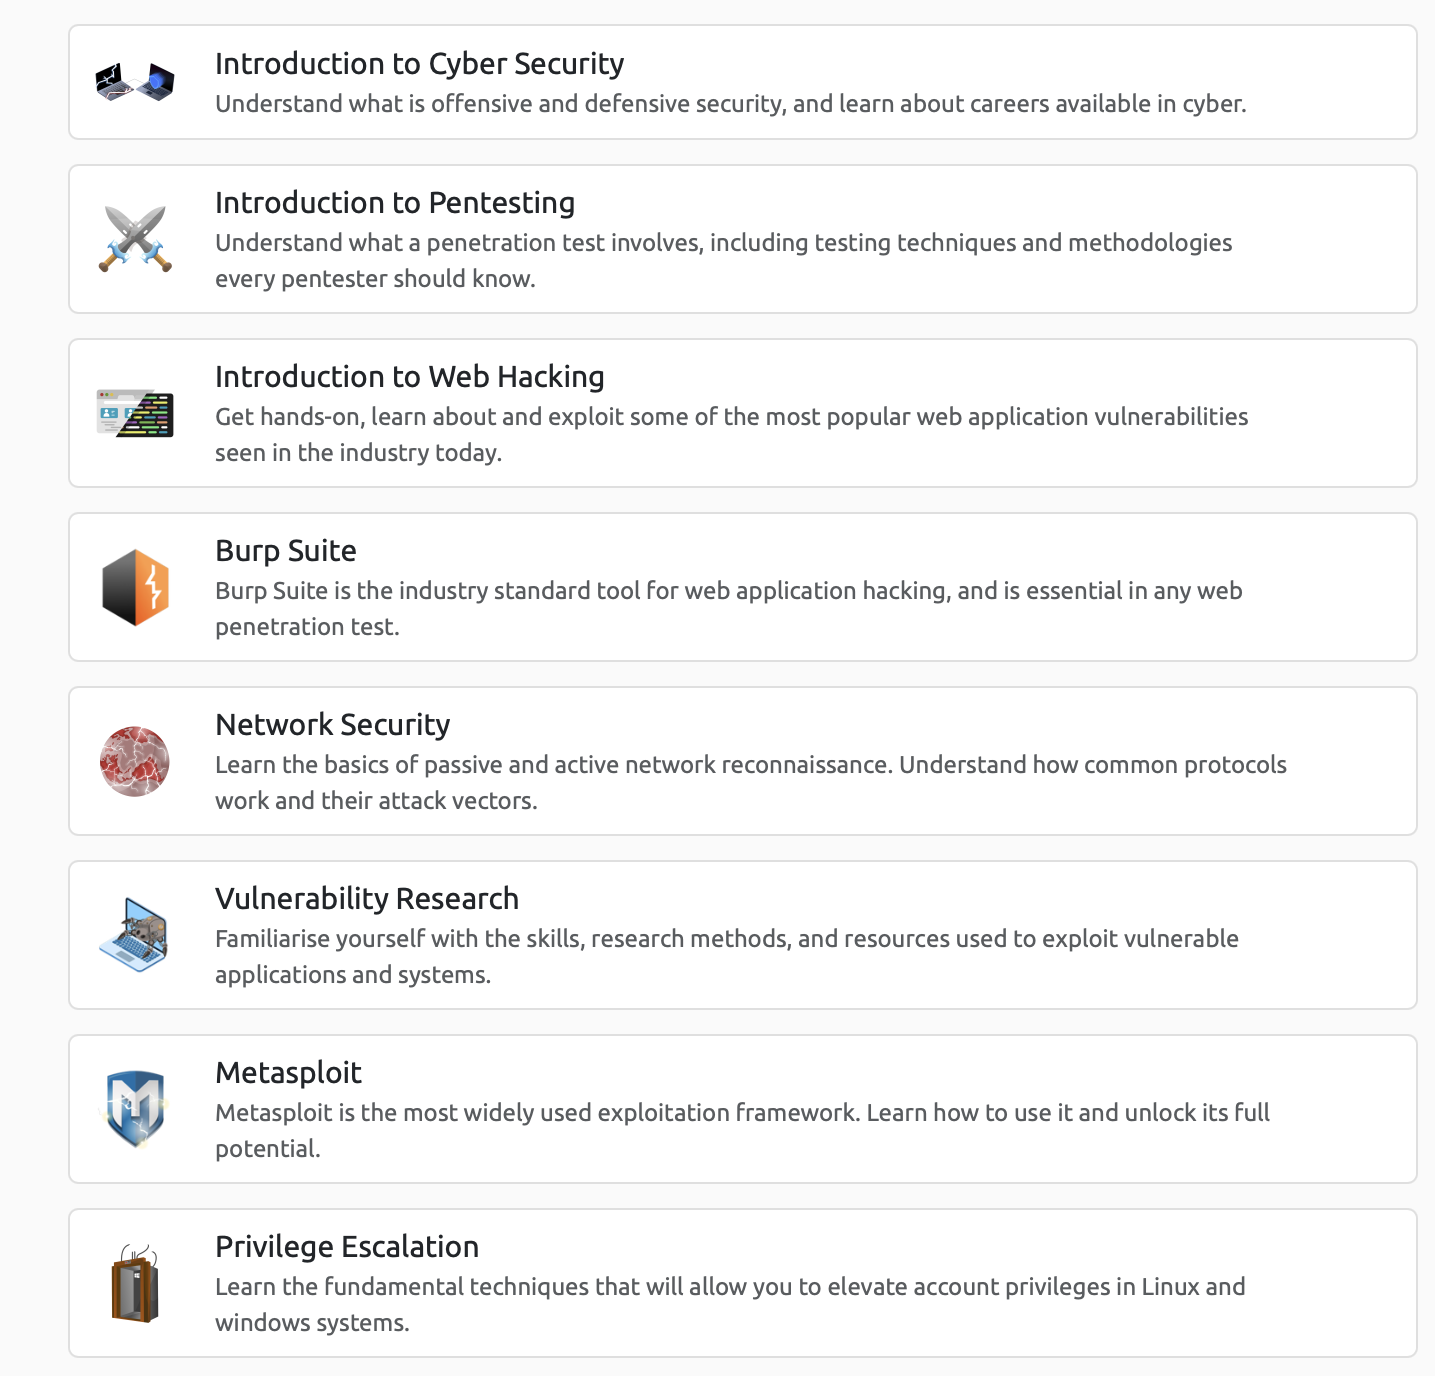 Introduction to Cyber Security
Understand what is offensive and defensive security, and learn about careers available in cyber.
Introduction to Pentesting
Understand what a penetration test involves, including testing techniques and methodologies
every pentester should know.
Introduction to Web Hacking
Get hands-on, learn about and exploit some of the most popular web application vulnerabilities
seen in the industry today.
Burp Suite
Burp Suite is the industry standard tool for web application hacking, and is essential in any web
penetration test.
Network Security
Learn the basics of passive and active network reconnaissance. Understand how common protocols
work and their attack vectors.
Vulnerability Research
Familiarise yourself with the skills, research methods, and resources used to exploit vulnerable
applications and systems.
Metasploit
Metasploit is the most widely used exploitation framework. Learn how to use it and unlock its full
potential.
Privilege Escalation
Learn the fundamental techniques that will allow you to elevate account privileges in Linux and
windows systems.